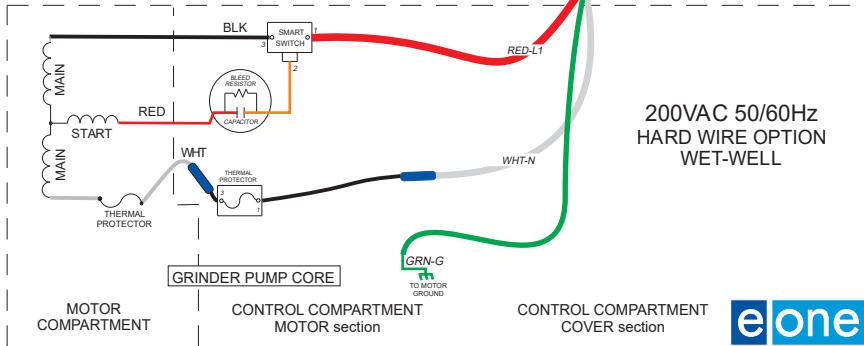 BLK
SMART
SWITCH
3
1
2
RED-L1
MAIN
BLEED
RESISTOR
CAPACITOR
RED
START
200VAC 50/60Hz
HARD WIRE OPTION
WET-WELL
MAIN
WHT
THERMAL
PROTECTOR
3
1
WHT-N
THERMAL
PROTECTOR
GRN-G
TO MOTOR
GROUND
GRINDER PUMP CORE
MOTOR
COMPARTMENT
CONTROL COMPARTMENT
MOTOR section
CONTROL COMPARTMENT
COVER section
e one